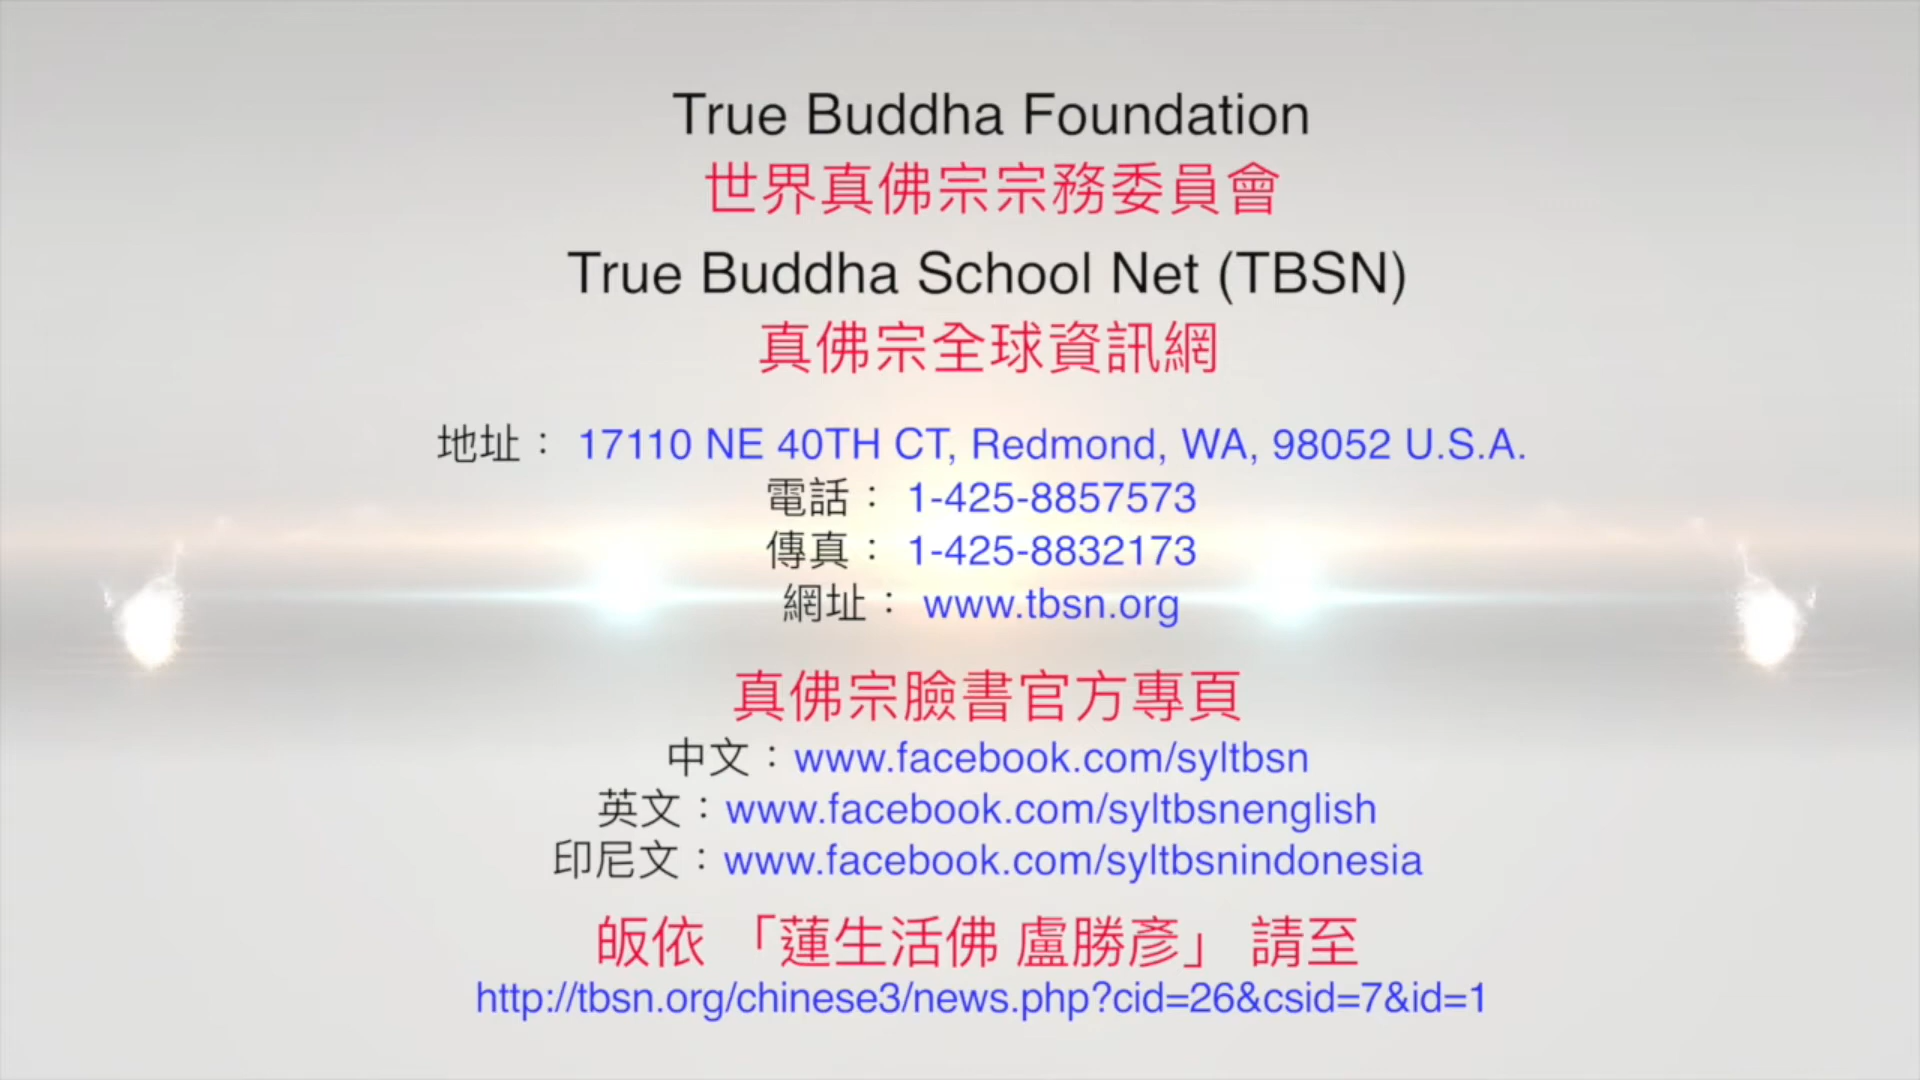 True Buddha Foundation
世界真佛宗宗務委員會
True Buddha School Net (TBSN)
真佛宗全球資訊網
地址： 17110 NE 40TH CT, Redmond, WA, 98052 U.S.A.
電話： 1-425-8857573
傳真： 1-425-8832173
網址： www.tbsn.org
真佛宗臉書官方專頁
中文：www.facebook.com/syltbsn
英文：www.facebook.com/syltbsnenglish
印尼文：www.facebook.com/syltbsnindonesia
皈依 「蓮生活佛 盧勝彥」 請至
http://tbsn.org/chinese3/news.php?cid=26&csid=7&id=1